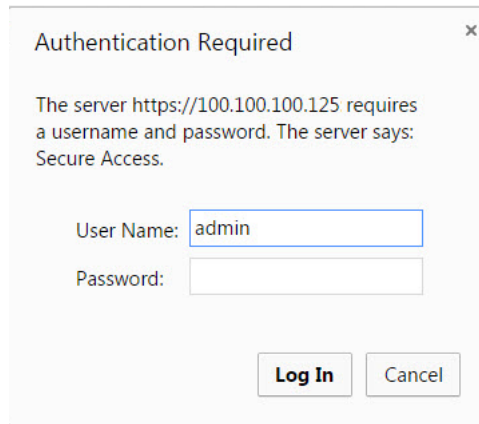 Authentication Required
×
The server https://100.100.100.125 requires
a username and password. The server says:
Secure Access.
User Name: admin
Password:
Log In Cancel